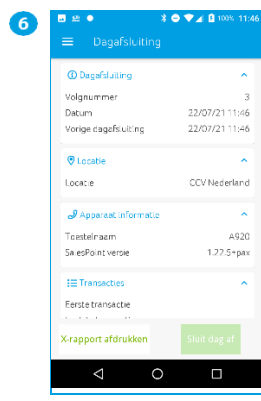 6
100% 11:46
Dagafsluiting
Dagafsluiting
Volgnummer 3
Datum 22/07/21 11:46
Vorige dagafsluiting 22/07/21 11:46
Locatie
Locatie CCV Nederland
Apparaat informatie
Toestelnaam A920
SalesPoint versie 1.22.5+pax
Transacties
Eerste transactie
X-rapport afdrukken Sluit dag af